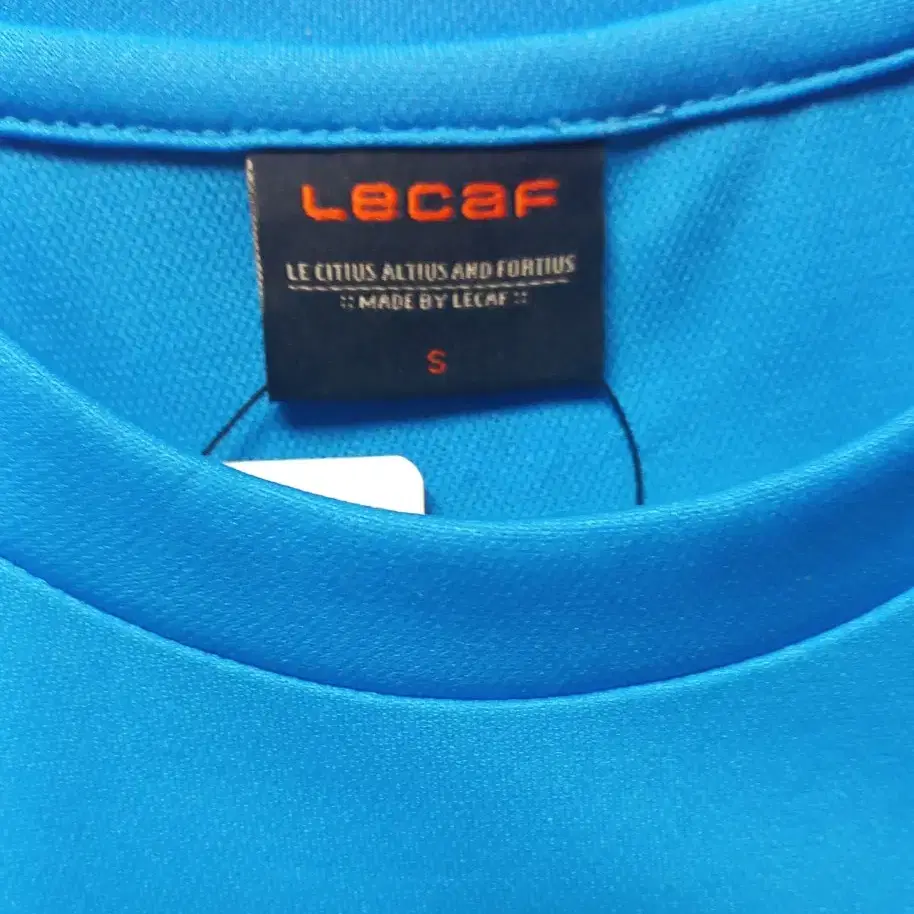 Lecaf
LE CITIUS ALTIUS AND FORTIUS
:: MADE BY LECAF ::
S